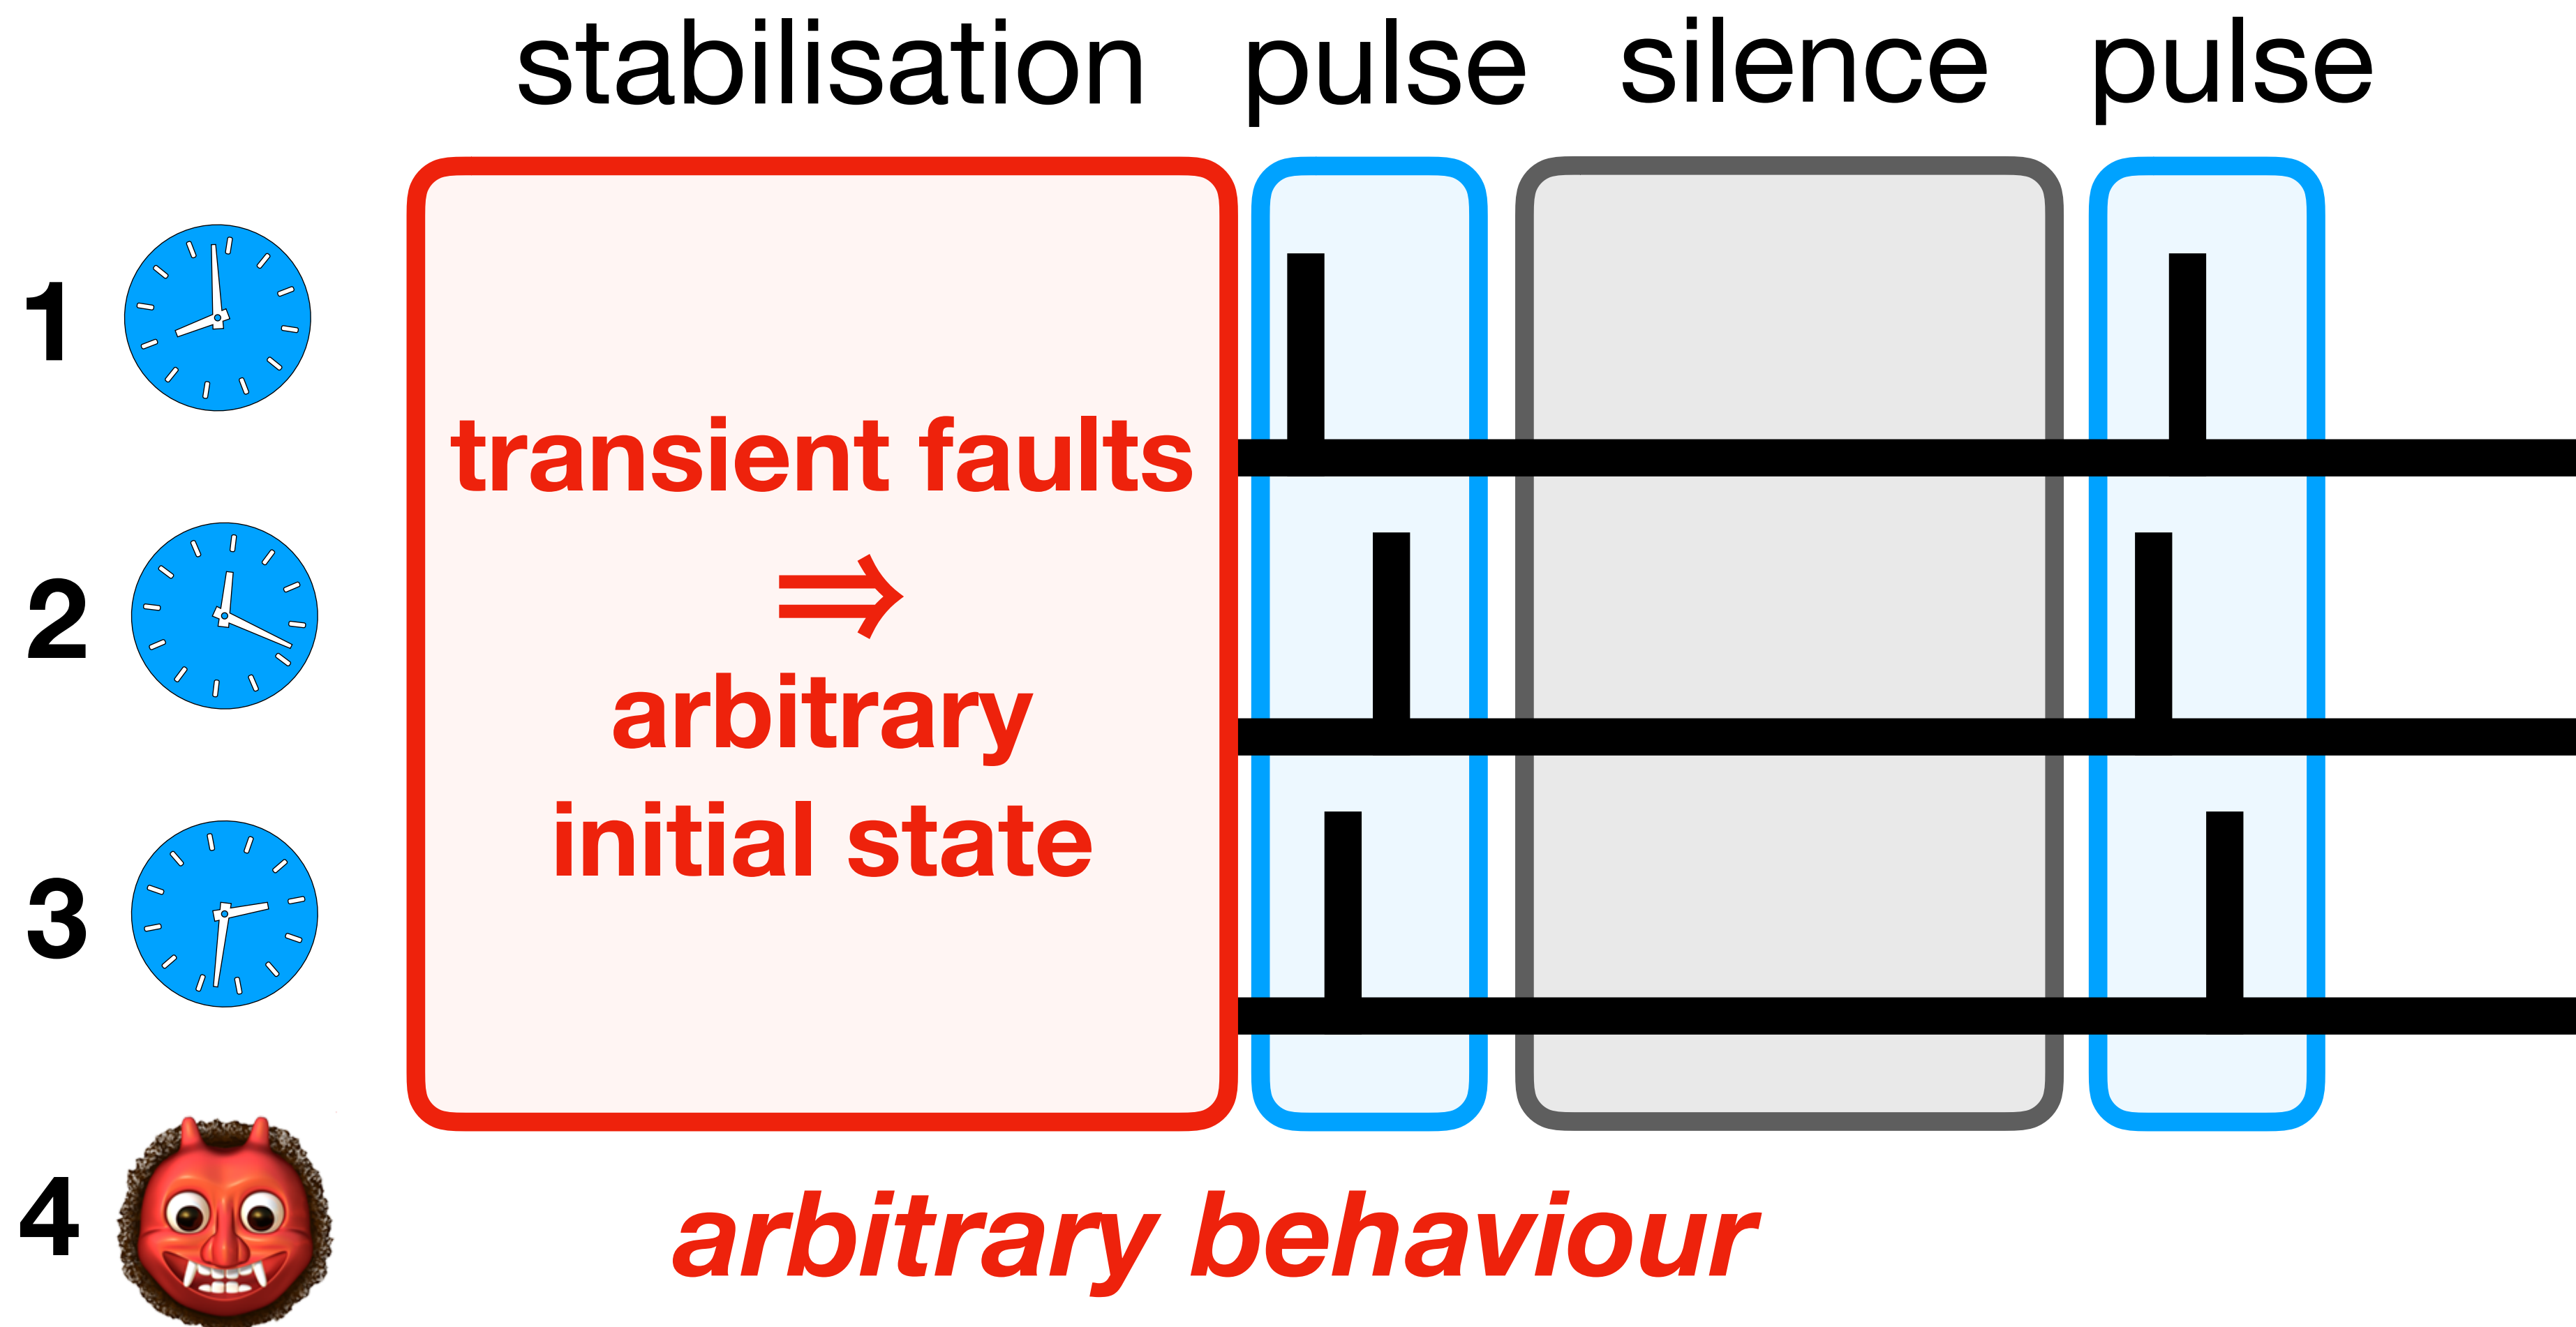 stabilisation pulse silence pulse
1
transient faults
⇒
2
arbitrary
initial state
3
4 arbitrary behaviour